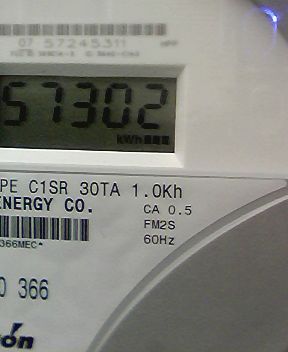 07 57245311
57302
kWh
PE C1SR 30TA 1.0Kh
ENERGY CO.
CA 0.5
FM2S
60Hz
366MEC*
0 366
ron